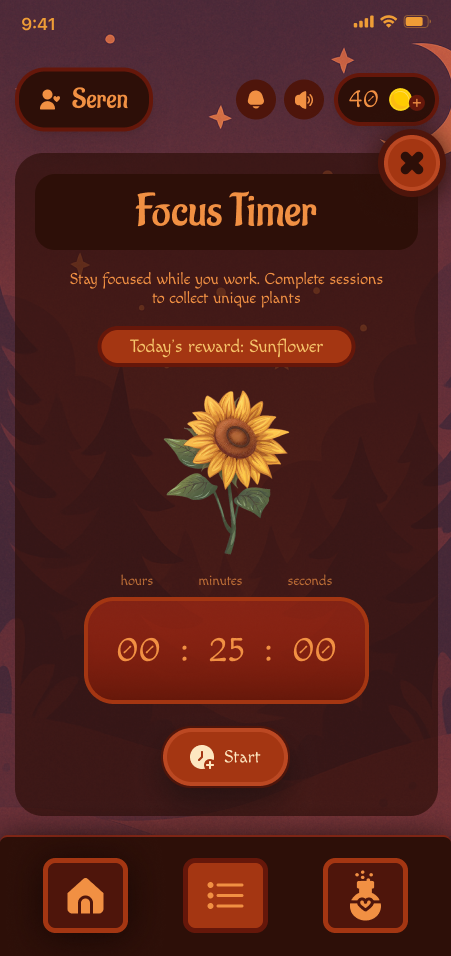 9:41
Seren
40
Focus Timer
Stay focused while you work. Complete sessions
to collect unique plants
Today's reward: Sunflower
hours minutes seconds
00 : 25 : 00
Start